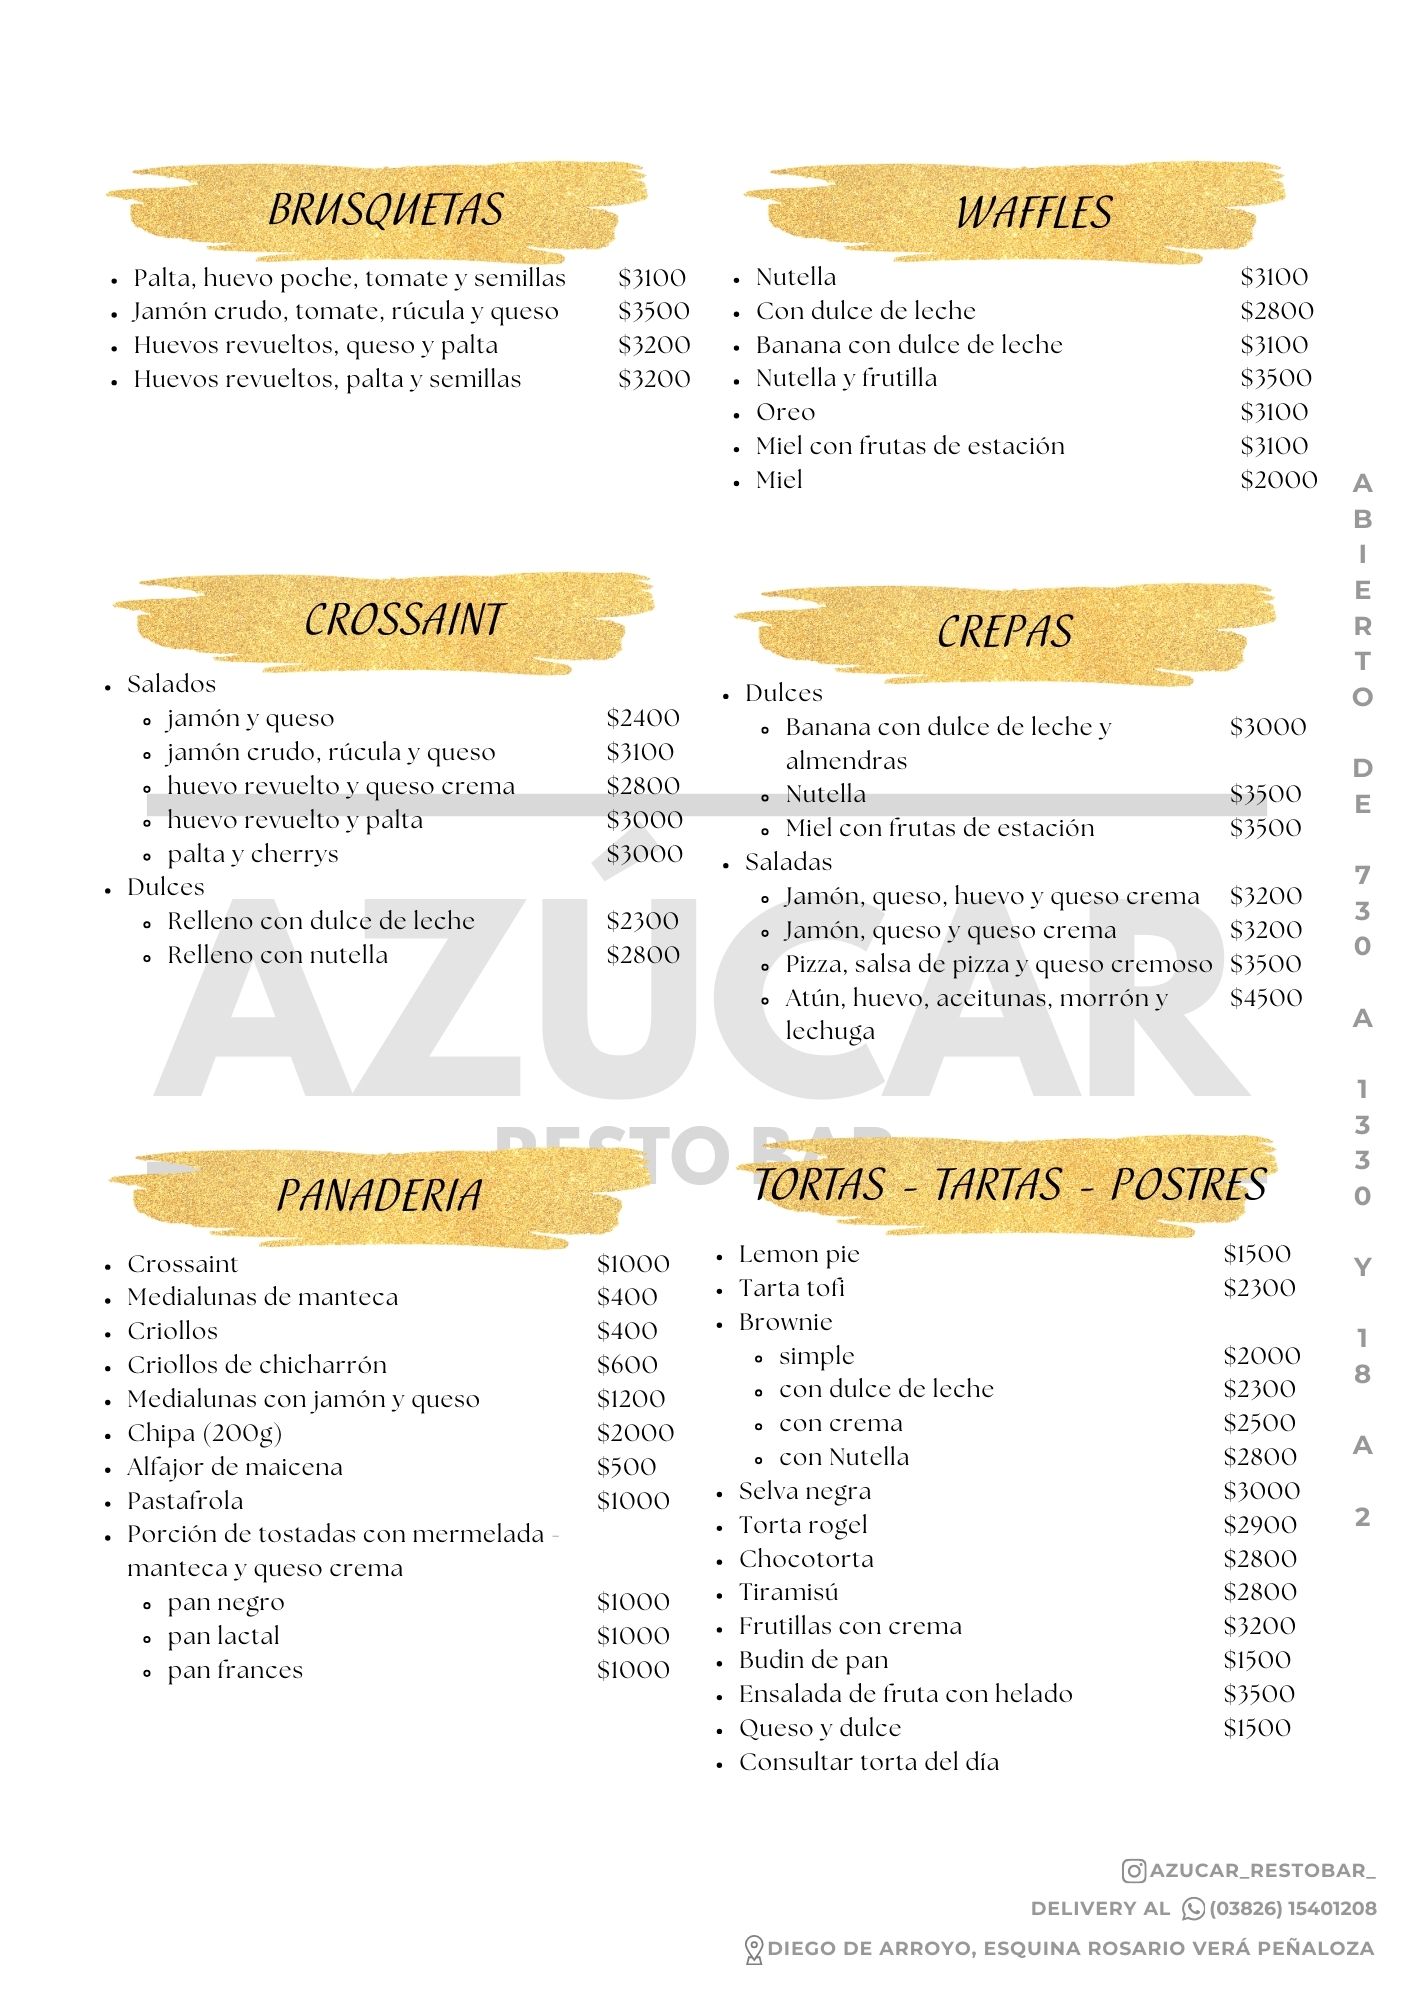 BRUSQUETAS
Palta, huevo poche, tomate y semillas $3100
Jamón crudo, tomate, rúcula y queso $3500
Huevos revueltos, queso y palta $3200
Huevos revueltos, palta y semillas $3200
WAFFLES
Nutella $3100
Con dulce de leche $2800
Banana con dulce de leche $3100
Nutella y frutilla $3500
Oreo $3100
Miel con frutas de estación $3100
Miel $2000
CROSSAINT
Salados
jamón y queso $2400
jamón crudo, rúcula y queso $3100
huevo revuelto y queso crema $2800
huevo revuelto y palta $3000
palta y cherrys $3000
Dulces
Relleno con dulce de leche $2300
Relleno con nutella $2800
CREPAS
Dulces
Banana con dulce de leche y $3000
almendras
Nutella $3500
Miel con frutas de estación $3500
Saladas
Jamón, queso, huevo y queso crema $3200
Jamón, queso y queso crema $3200
Pizza, salsa de pizza y queso cremoso $3500
Atún, huevo, aceitunas, morrón y $4500
lechuga
AZÚCAR
RESTO BAR
PANADERIA
Crossaint $1000
Medialunas de manteca $400
Criollos $400
Criollos de chicharrón $600
Medialunas con jamón y queso $1200
Chipa (200g) $2000
Alfajor de maicena $500
Pastafrola $1000
Porción de tostadas con mermelada -
manteca y queso crema
pan negro $1000
pan lactal $1000
pan frances $1000
TORTAS - TARTAS - POSTRES
Lemon pie $1500
Tarta tofi $2300
Brownie
simple $2000
con dulce de leche $2300
con crema $2500
con Nutella $2800
Selva negra $3000
Torta rogel $2900
Chocotorta $2800
Tiramisú $2800
Frutillas con crema $3200
Budin de pan $1500
Ensalada de fruta con helado $3500
Queso y dulce $1500
Consultar torta del día
ABIERTO DE 730 A 1330 Y 18 A 2
AZUCAR_RESTOBAR_
DELIVERY AL (03826) 15401208
DIEGO DE ARROYO, ESQUINA ROSARIO VERÁ PEÑALOZA